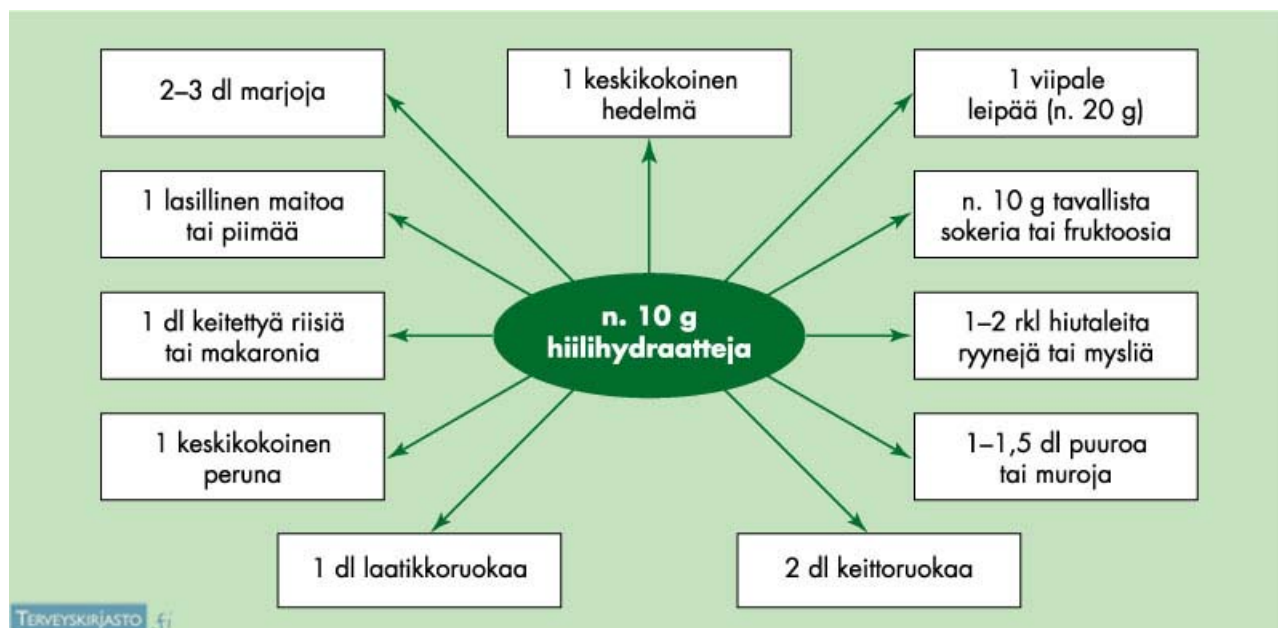 2–3 dl marjoja
1 keskikokoinen
hedelmä
1 viipale
leipää (n. 20 g)
1 lasillinen maitoa
tai piimää
n. 10 g tavallista
sokeria tai fruktoosia
1 dl keitettyä riisiä
tai makaronia
n. 10 g
hiilihydraatteja
1–2 rkl hiutaleita
ryynejä tai mysliä
1 keskikokoinen
peruna
1–1,5 dl puuroa
tai muroja
1 dl laatikkoruokaa
2 dl keittoruokaa
TERVEYSKIRJASTO fi